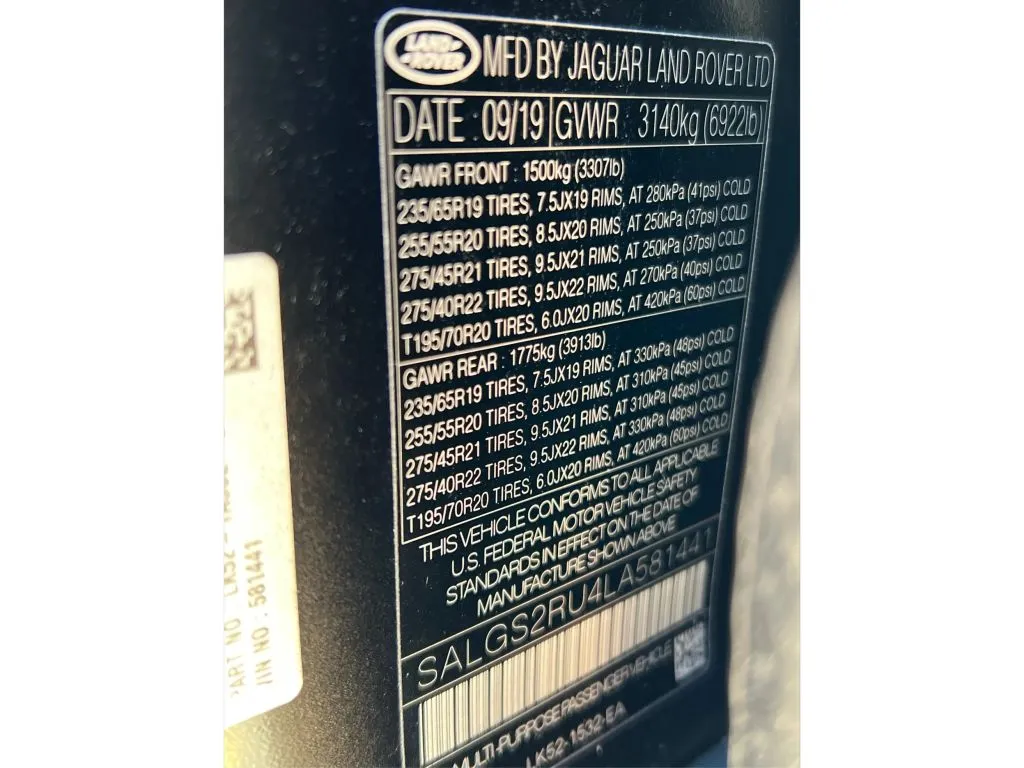 LAND ROVER
MFD BY JAGUAR LAND ROVER LTD
DATE : 09/19 GVWR : 3140kg (6922lb)
GAWR FRONT : 1500kg (3307lb)
235/65R19 TIRES, 7.5JX19 RIMS, AT 280kPa (41psi) COLD
255/55R20 TIRES, 8.5JX20 RIMS, AT 250kPa (37psi) COLD
275/45R21 TIRES, 9.5JX21 RIMS, AT 250kPa (37psi) COLD
275/40R22 TIRES, 9.5JX22 RIMS, AT 270kPa (40psi) COLD
T195/70R20 TIRES, 6.0JX20 RIMS, AT 420kPa (60psi) COLD
GAWR REAR : 1775kg (3913lb)
235/65R19 TIRES, 7.5JX19 RIMS, AT 330kPa (48psi) COLD
255/55R20 TIRES, 8.5JX20 RIMS, AT 310kPa (45psi) COLD
275/45R21 TIRES, 9.5JX21 RIMS, AT 310kPa (45psi) COLD
275/40R22 TIRES, 9.5JX22 RIMS, AT 330kPa (48psi) COLD
T195/70R20 TIRES, 6.0JX20 RIMS, AT 420kPa (60psi) COLD
THIS VEHICLE CONFORMS TO ALL APPLICABLE
U.S. FEDERAL MOTOR VEHICLE SAFETY
STANDARDS IN EFFECT ON THE DATE OF
MANUFACTURE SHOWN ABOVE
SALGS2RU4LA581441
MULTI-PURPOSE PASSENGER VEHICLE
LK52-1532-EA
PART NO : LK52
VIN NO : 581441